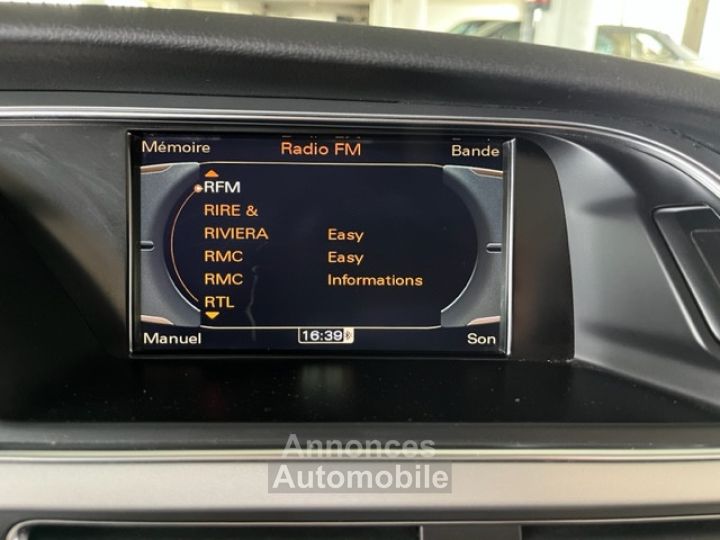 Mémoire Radio FM Bande
RFM
RIRE &
RIVIERA Easy
RMC Easy
RMC Informations
RTL
Manuel 16:39 Son
Annonces
Automobile